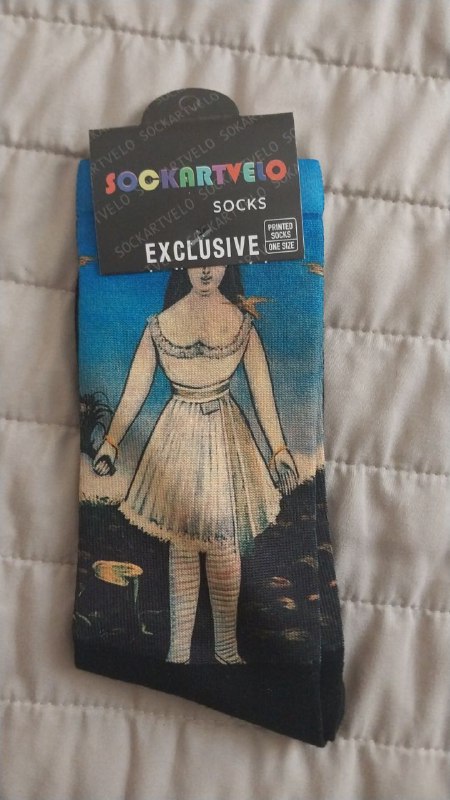 SOCKARTVELO
SOCKS
EXCLUSIVE
PRINTED
SOCKS
ONE SIZE